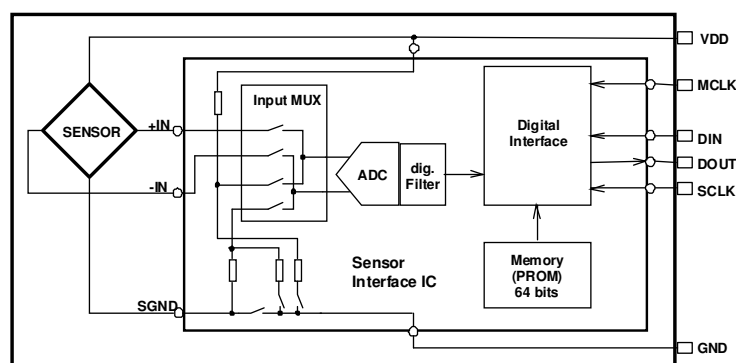 VDD
MCLK
Input MUX
+IN
SENSOR
Digital
Interface
DIN
DOUT
ADC
dig.
Filter
-IN
SCLK
Sensor
Interface IC
Memory
(PROM)
64 bits
SGND
GND